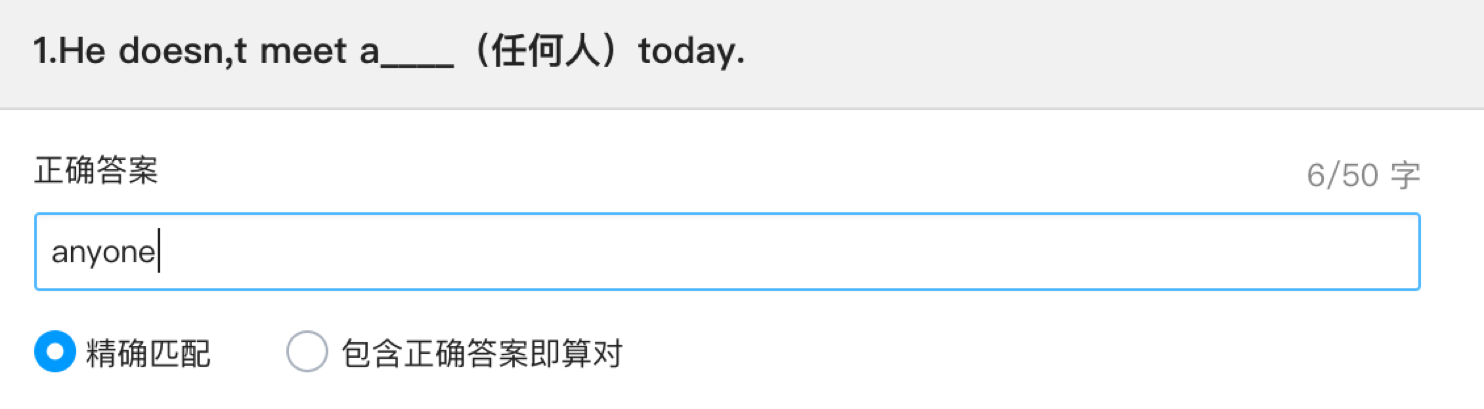 1.He doesn,t meet a____（任何人）today.
正确答案
6/50 字
anyone
精确匹配
包含正确答案即算对